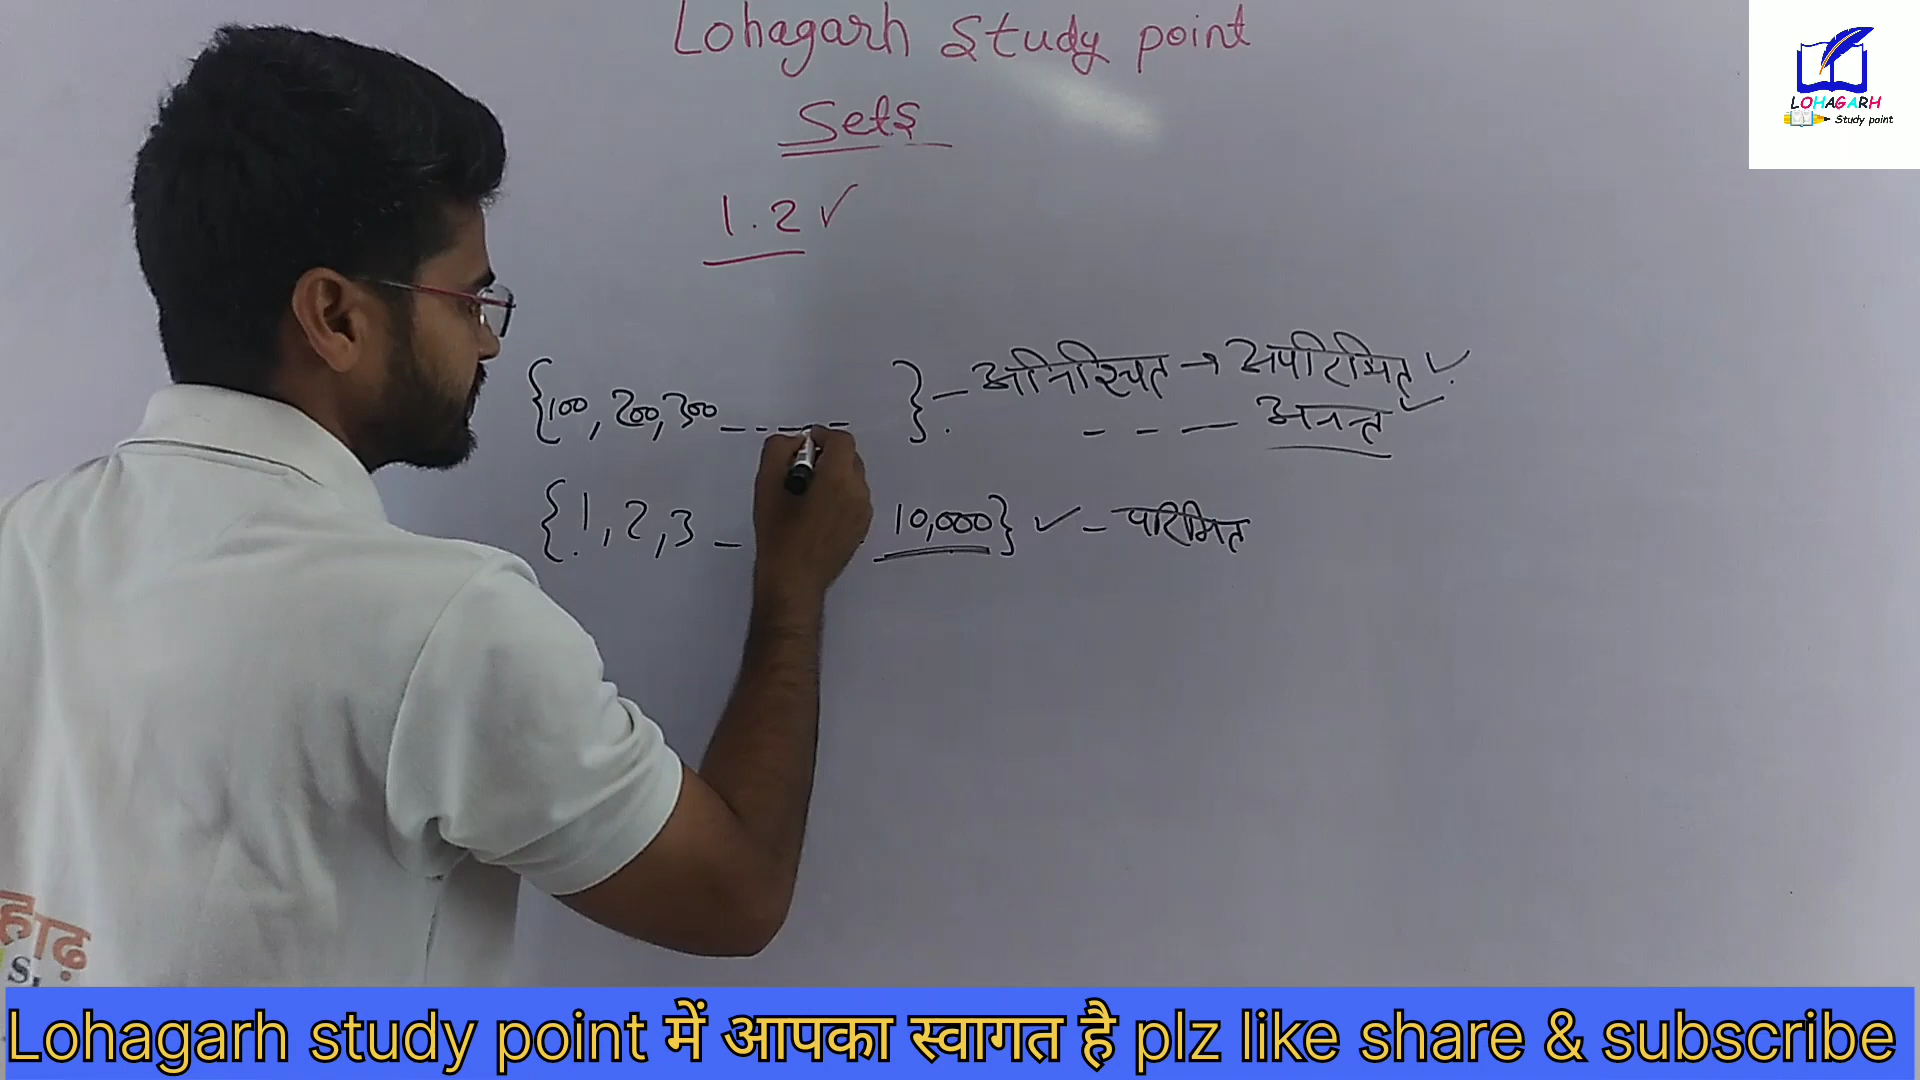 Lohagarh Study point
LOHAGARH
Study point
Sets
1.2 ✓
{100, 200, 300 _ _ _ _ _ } - अनिश्चित → अपरिमित ✓
_ _ _ अनन्त ✓
{1, 2, 3 _ 10,000} ✓ - परिमित
हागढ़
Lohagarh study point में आपका स्वागत है plz like share & subscribe